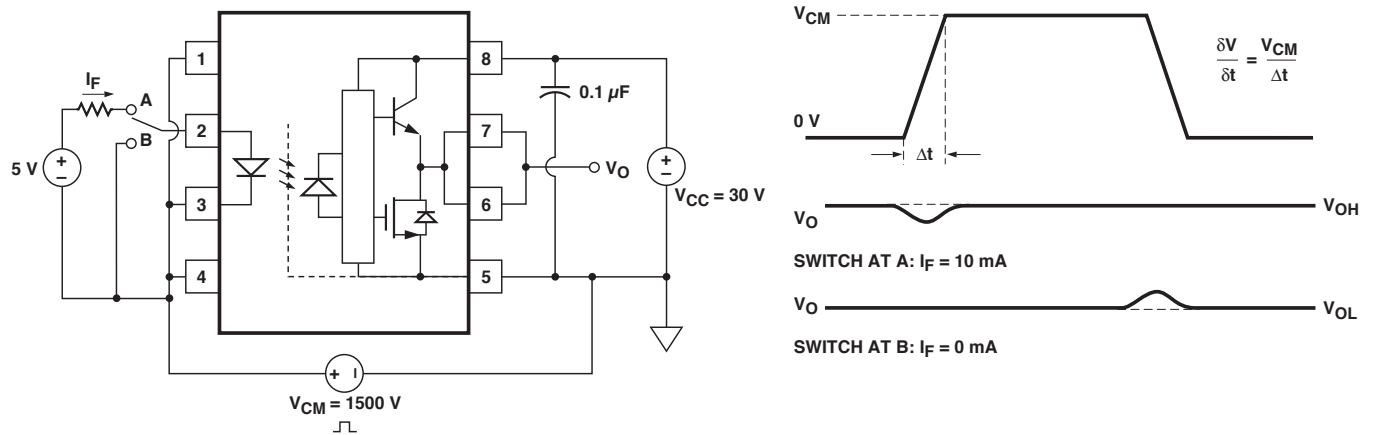 1
2
3
4
8
7
6
5
I_F
A
B
5 V
+
–
0.1 µF
V_O
+
–
V_CC = 30 V
+ –
V_CM = 1500 V
V_CM
0 V
Δt
δV/δt = V_CM/Δt
V_O
V_OH
SWITCH AT A: I_F = 10 mA
V_O
V_OL
SWITCH AT B: I_F = 0 mA